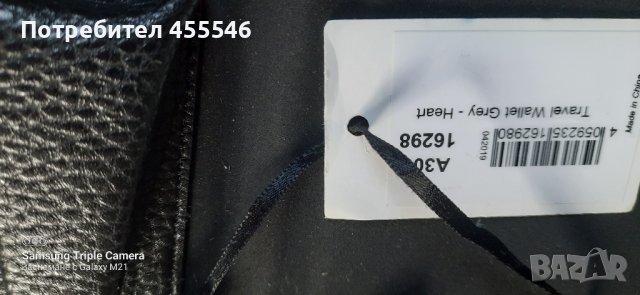 Потребител 455546
Made in China
Travel Wallet Grey - Heart
16298
4 059235 162980
042019
Samsung Triple Camera
Заснемане с Galaxy M21
BAZAR